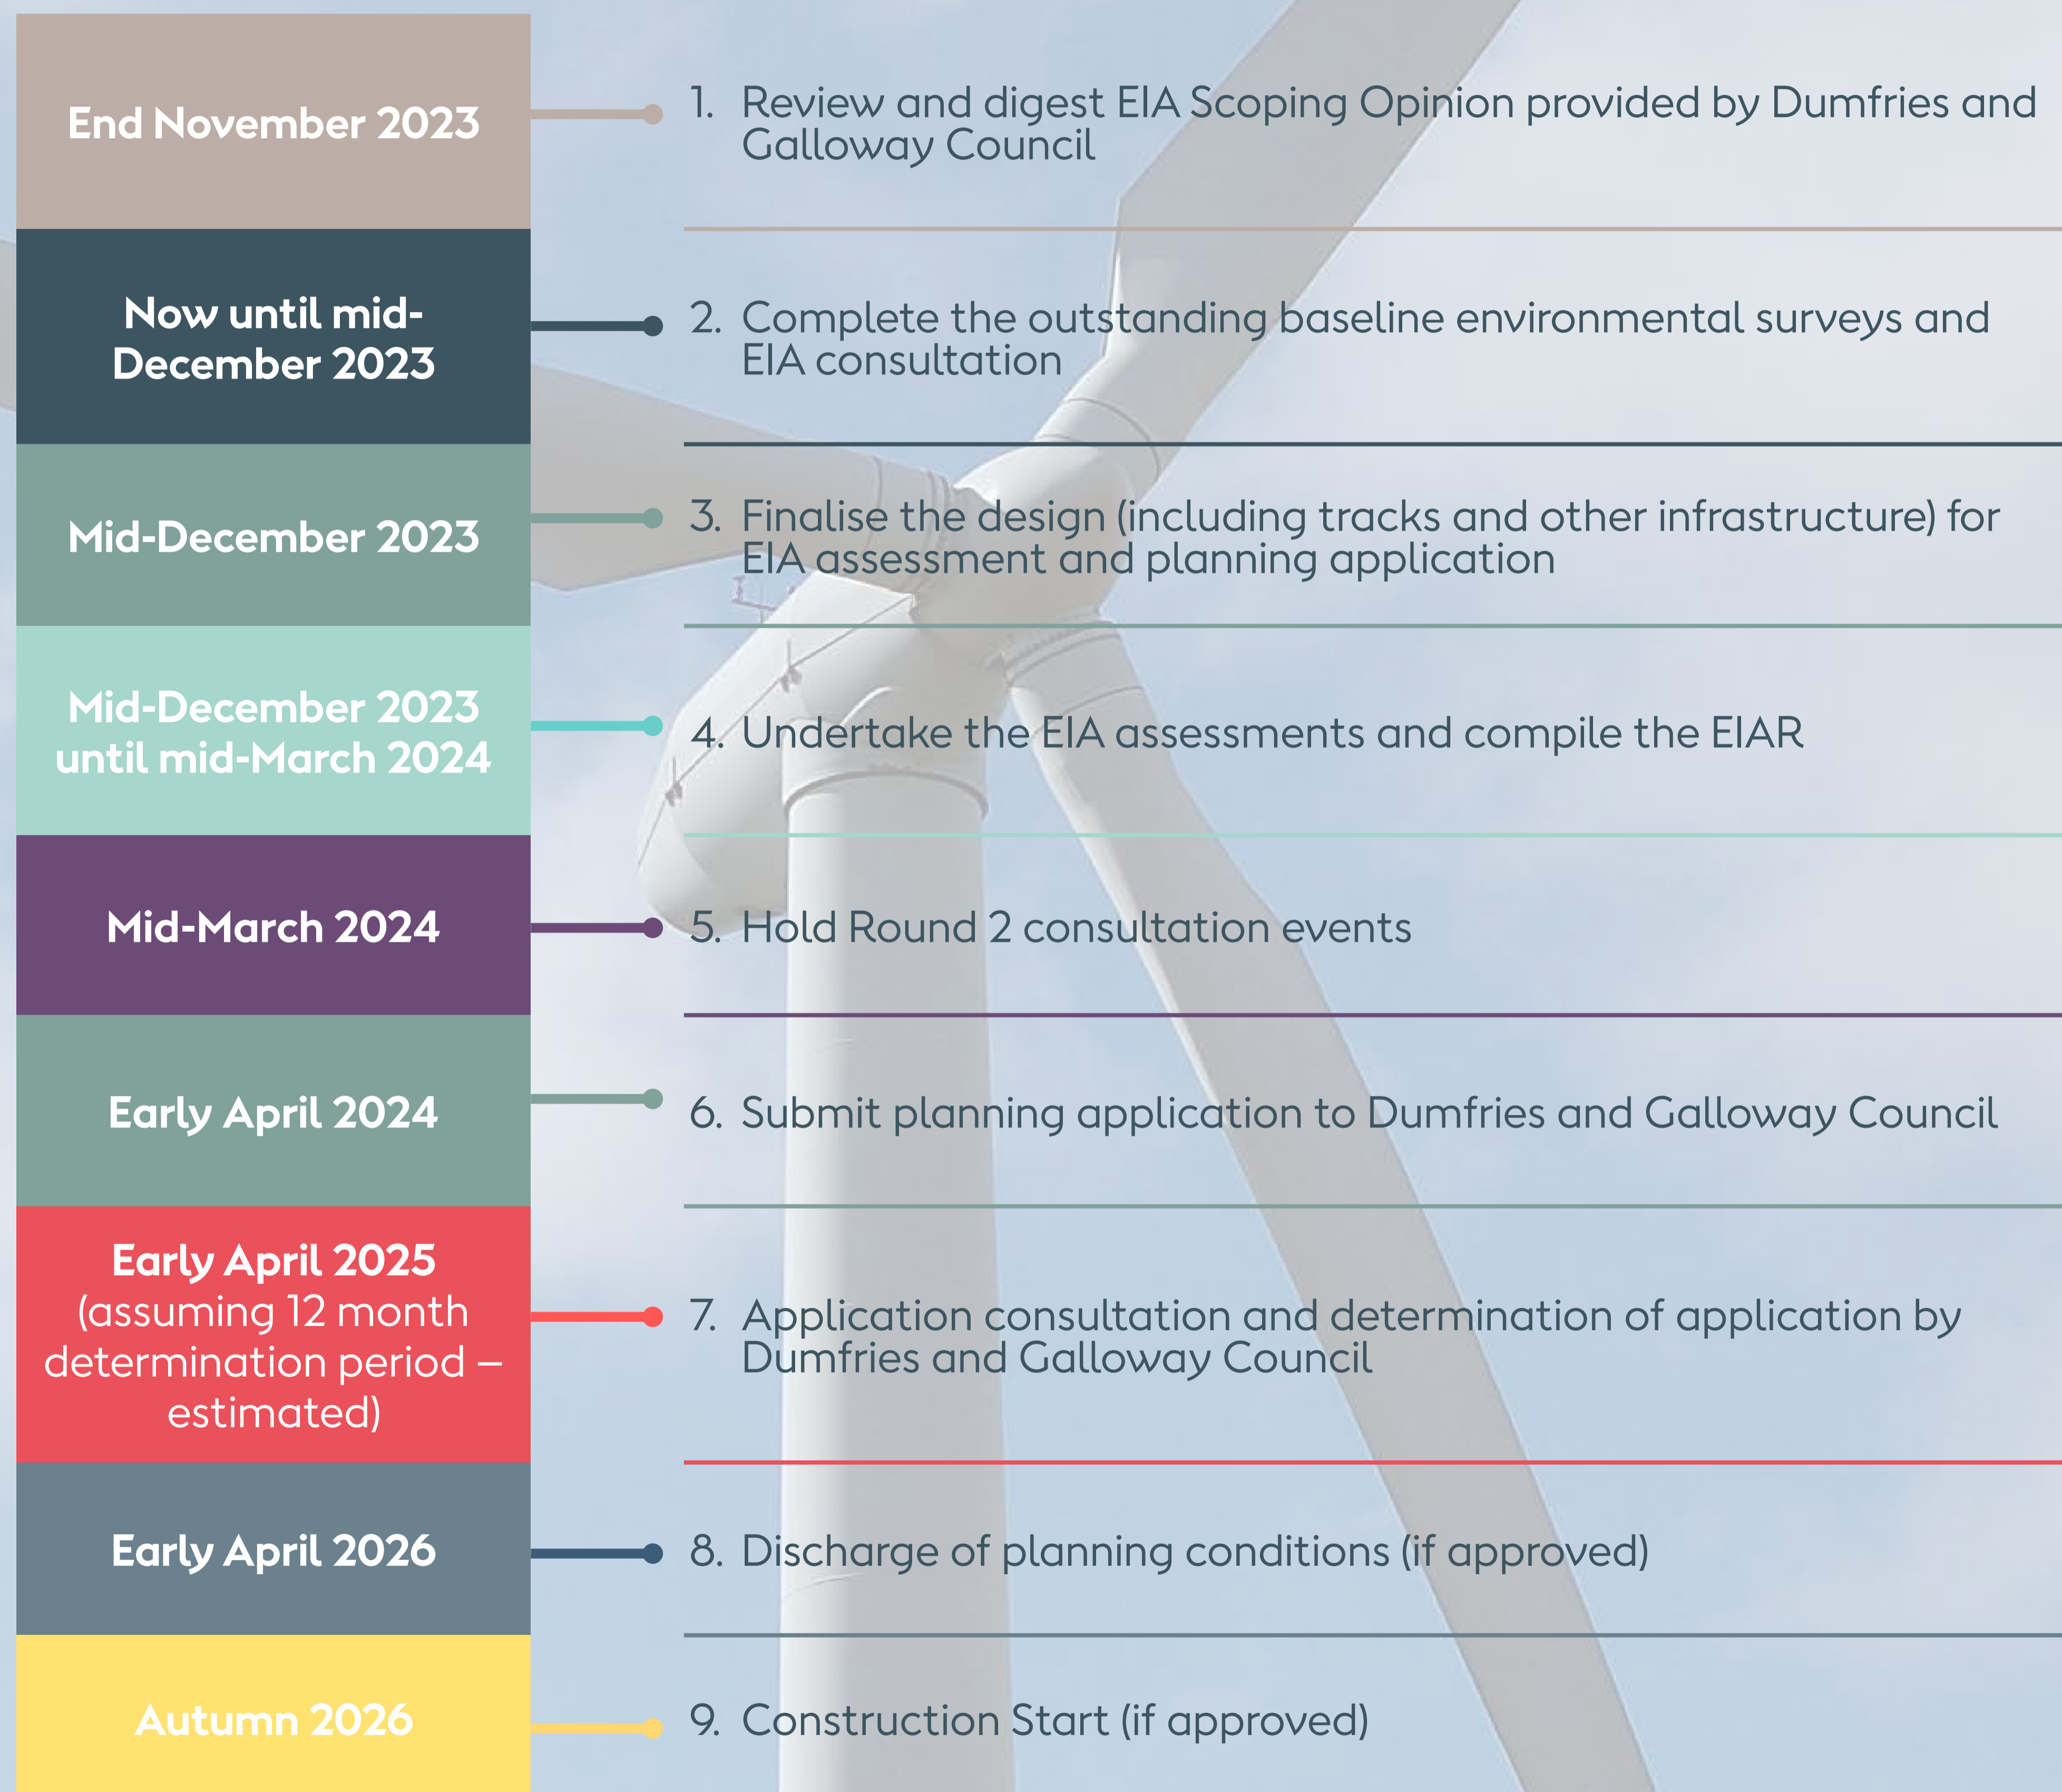 End November 2023
1. Review and digest EIA Scoping Opinion provided by Dumfries and
Galloway Council
Now until mid-
December 2023
2. Complete the outstanding baseline environmental surveys and
EIA consultation
Mid-December 2023
3. Finalise the design (including tracks and other infrastructure) for
EIA assessment and planning application
Mid-December 2023
until mid-March 2024
4. Undertake the EIA assessments and compile the EIAR
Mid-March 2024
5. Hold Round 2 consultation events
Early April 2024
6. Submit planning application to Dumfries and Galloway Council
Early April 2025
(assuming 12 month
determination period –
estimated)
7. Application consultation and determination of application by
Dumfries and Galloway Council
Early April 2026
8. Discharge of planning conditions (if approved)
Autumn 2026
9. Construction Start (if approved)